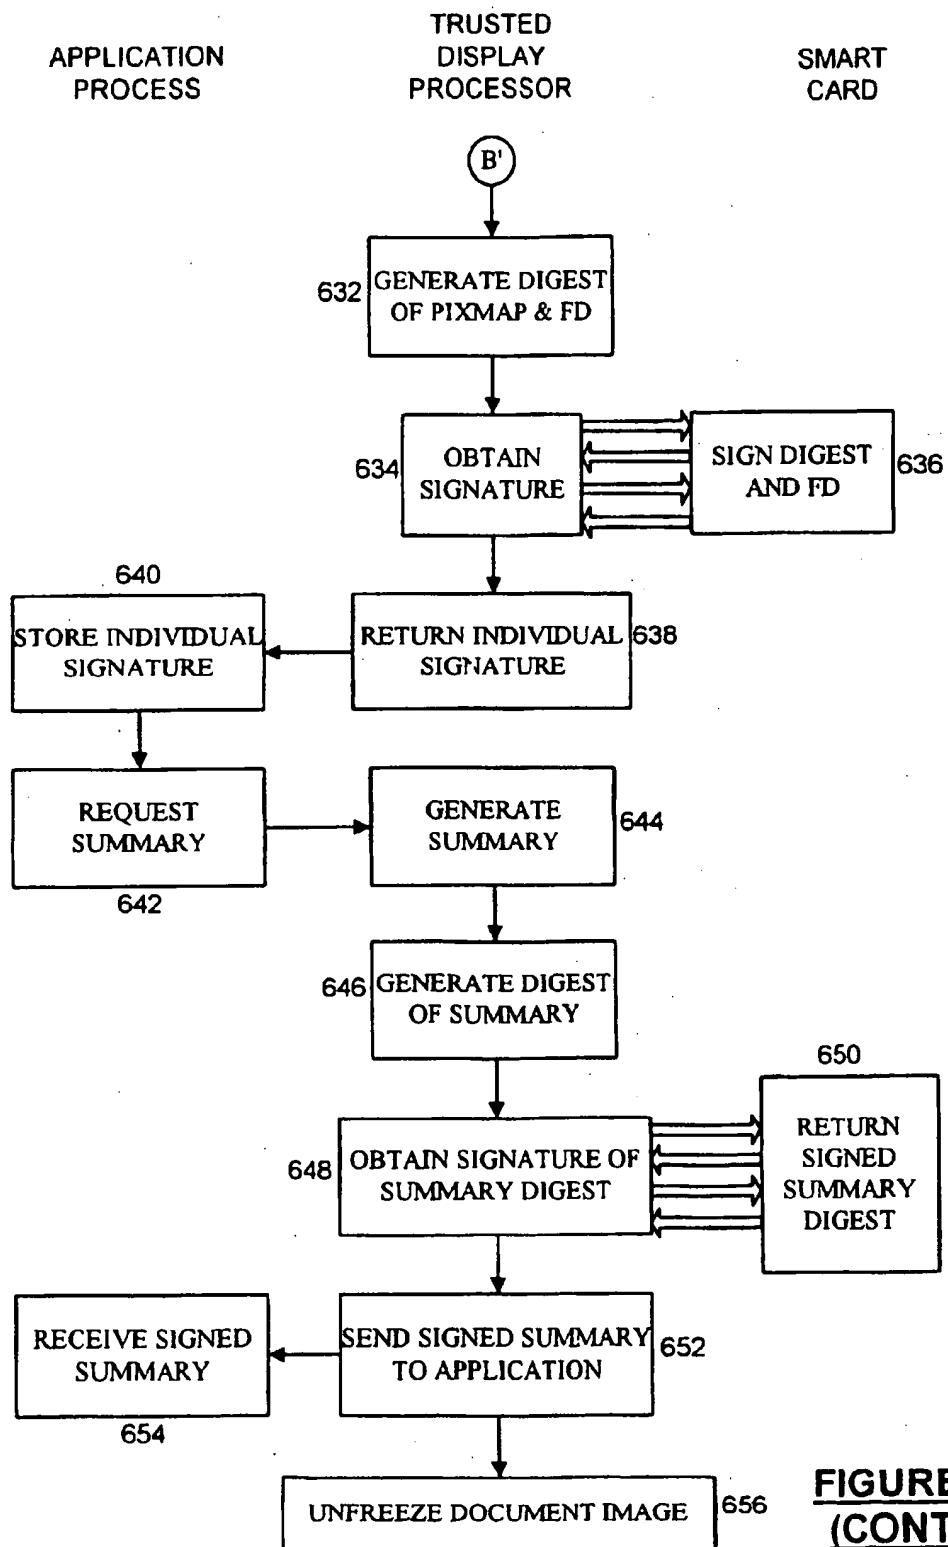 APPLICATION
PROCESS
TRUSTED
DISPLAY
PROCESSOR
SMART
CARD
B'
632
GENERATE DIGEST
OF PIXMAP & FD
634
OBTAIN
SIGNATURE
SIGN DIGEST
AND FD
636
640
STORE INDIVIDUAL
SIGNATURE
RETURN INDIVIDUAL
SIGNATURE
638
REQUEST
SUMMARY
642
GENERATE
SUMMARY
644
646
GENERATE DIGEST
OF SUMMARY
648
OBTAIN SIGNATURE OF
SUMMARY DIGEST
650
RETURN
SIGNED
SUMMARY
DIGEST
RECEIVE SIGNED
SUMMARY
654
SEND SIGNED SUMMARY
TO APPLICATION
652
UNFREEZE DOCUMENT IMAGE
656
FIGURE
(CONT